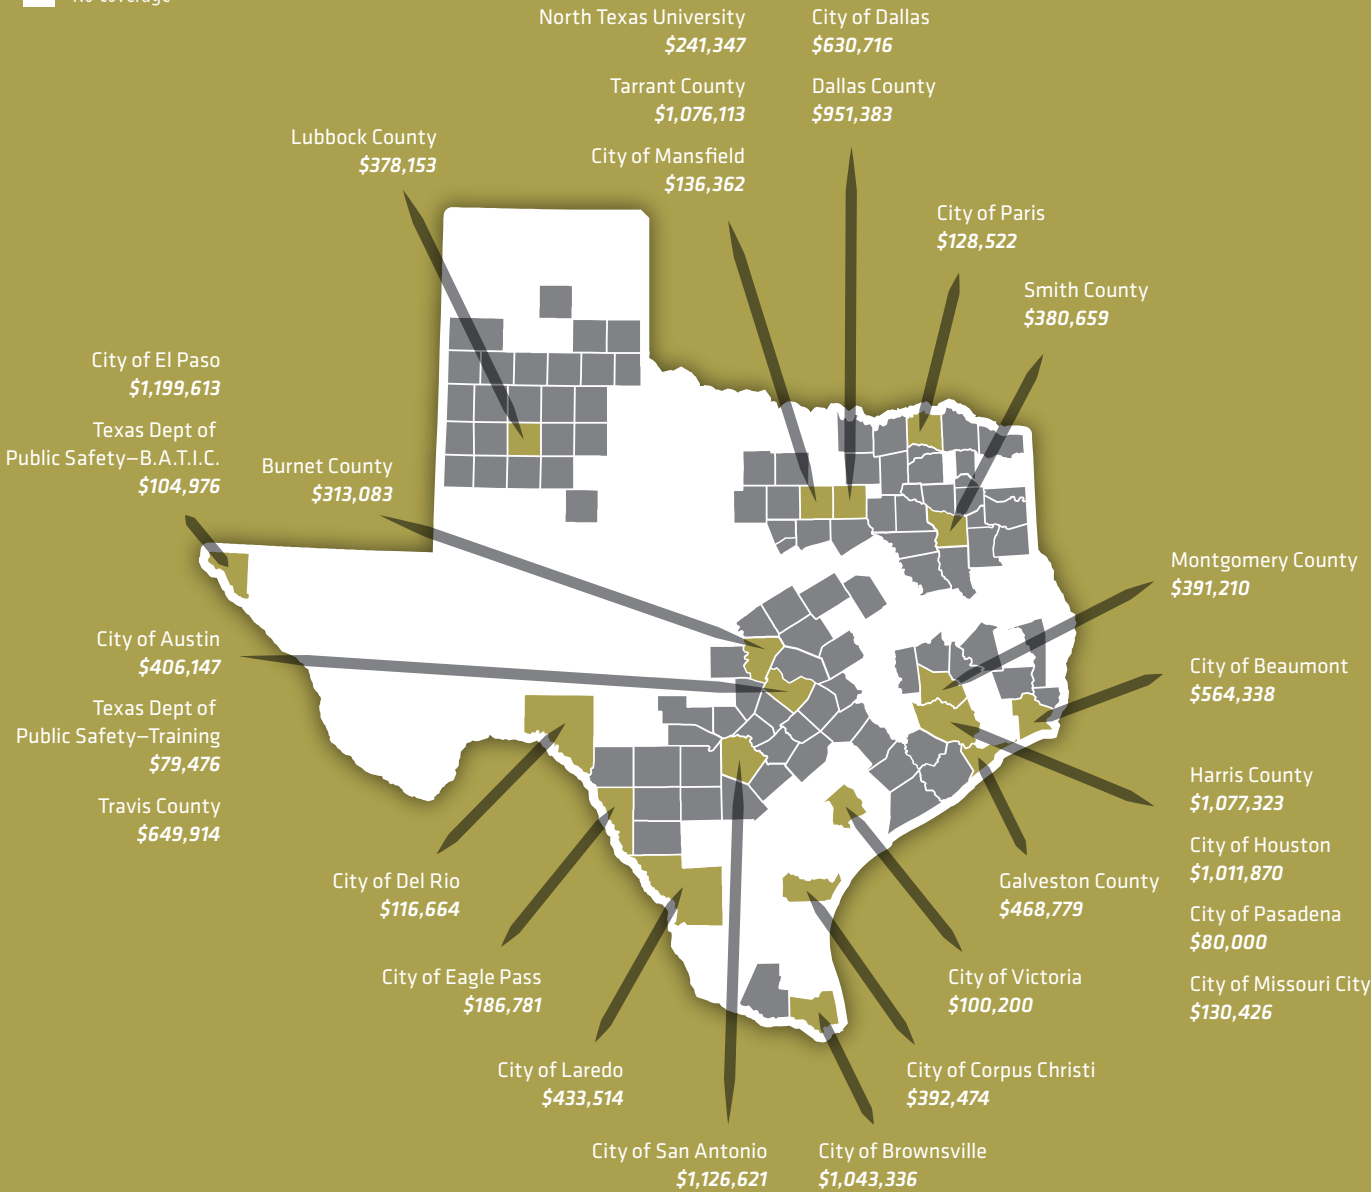 No coverage
North Texas University
$241,347
City of Dallas
$630,716
Tarrant County
$1,076,113
Dallas County
$951,383
Lubbock County
$378,153
City of Mansfield
$136,362
City of Paris
$128,522
Smith County
$380,659
City of El Paso
$1,199,613
Texas Dept of
Public Safety–B.A.T.I.C.
$104,976
Burnet County
$313,083
Montgomery County
$391,210
City of Austin
$406,147
Texas Dept of
Public Safety–Training
$79,476
Travis County
$649,914
City of Beaumont
$564,338
Harris County
$1,077,323
City of Houston
$1,011,870
City of Pasadena
$80,000
City of Missouri City
$130,426
City of Del Rio
$116,664
Galveston County
$468,779
City of Eagle Pass
$186,781
City of Victoria
$100,200
City of Laredo
$433,514
City of Corpus Christi
$392,474
City of San Antonio
$1,126,621
City of Brownsville
$1,043,336